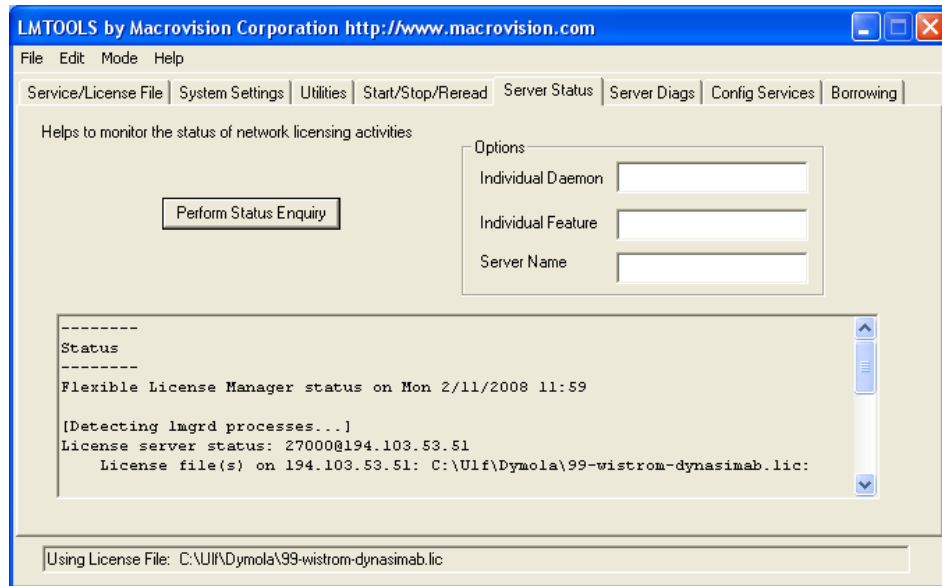 LMTOOLS by Macrovision Corporation http://www.macrovision.com
File Edit Mode Help
Service/License File System Settings Utilities Start/Stop/Reread Server Status Server Diags Config Services Borrowing
Helps to monitor the status of network licensing activities
Options
Individual Daemon
Perform Status Enquiry
Individual Feature
Server Name
--------
Status
--------
Flexible License Manager status on Mon 2/11/2008 11:59
[Detecting lmgrd processes...]
License server status: 27000@194.103.53.51
License file(s) on 194.103.53.51: C:\Ulf\Dymola\99-wistrom-dynasimab.lic:
Using License File: C:\Ulf\Dymola\99-wistrom-dynasimab.lic